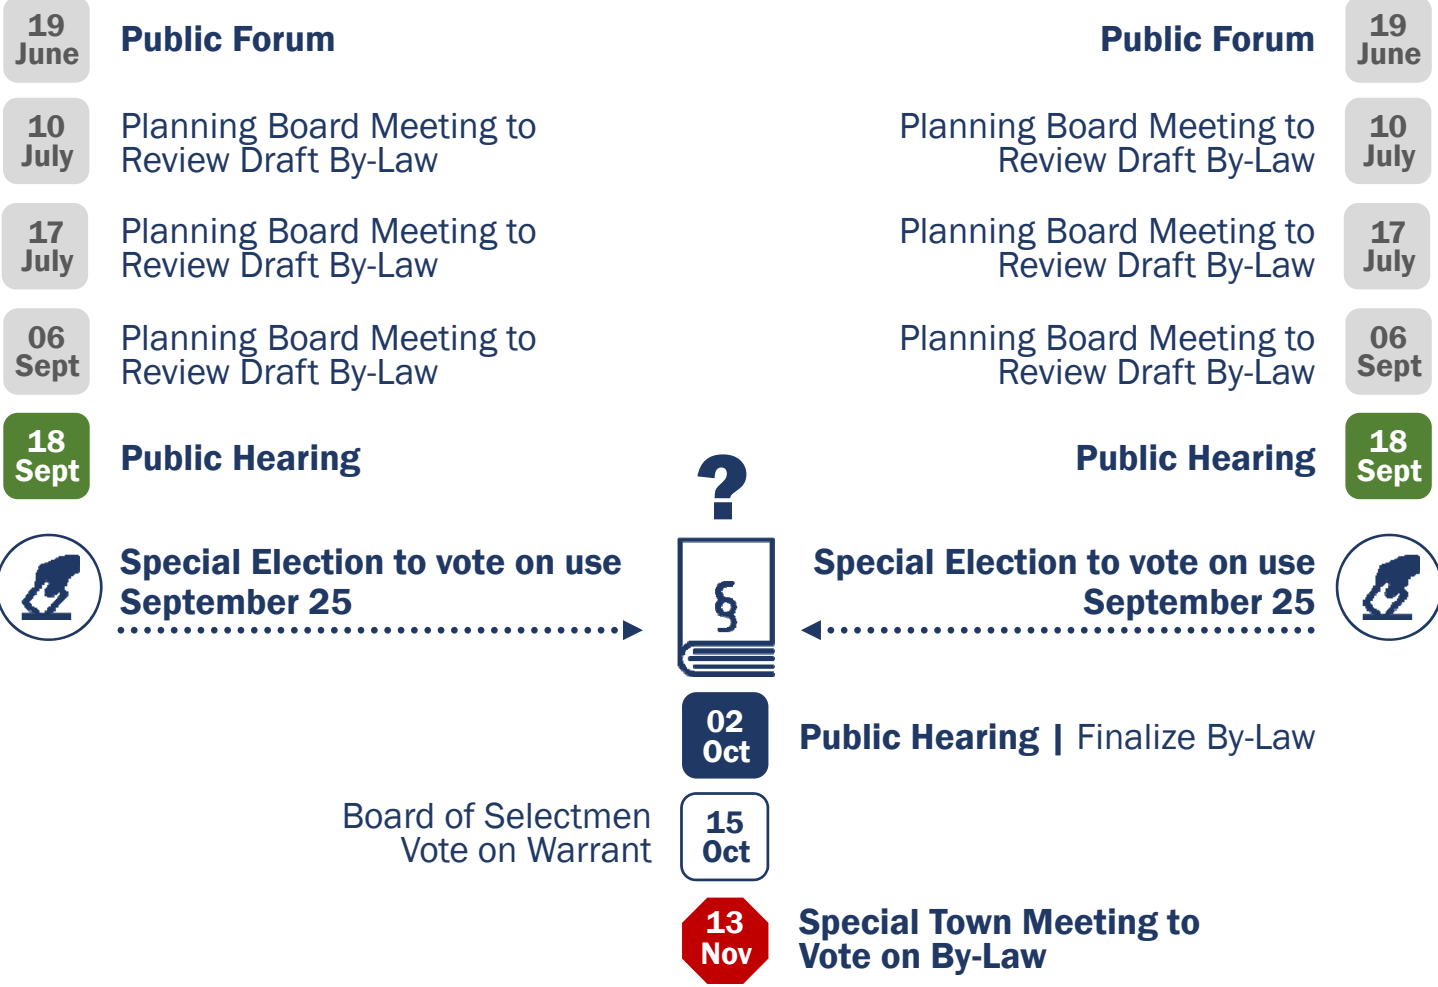 19
June
Public Forum
Public Forum
19
June
10
July
Planning Board Meeting to
Review Draft By-Law
Planning Board Meeting to
Review Draft By-Law
10
July
17
July
Planning Board Meeting to
Review Draft By-Law
Planning Board Meeting to
Review Draft By-Law
17
July
06
Sept
Planning Board Meeting to
Review Draft By-Law
Planning Board Meeting to
Review Draft By-Law
06
Sept
18
Sept
Public Hearing
Public Hearing
18
Sept
?
Special Election to vote on use
September 25
§
Special Election to vote on use
September 25
02
Oct
Public Hearing | Finalize By-Law
Board of Selectmen
Vote on Warrant
15
Oct
13
Nov
Special Town Meeting to
Vote on By-Law